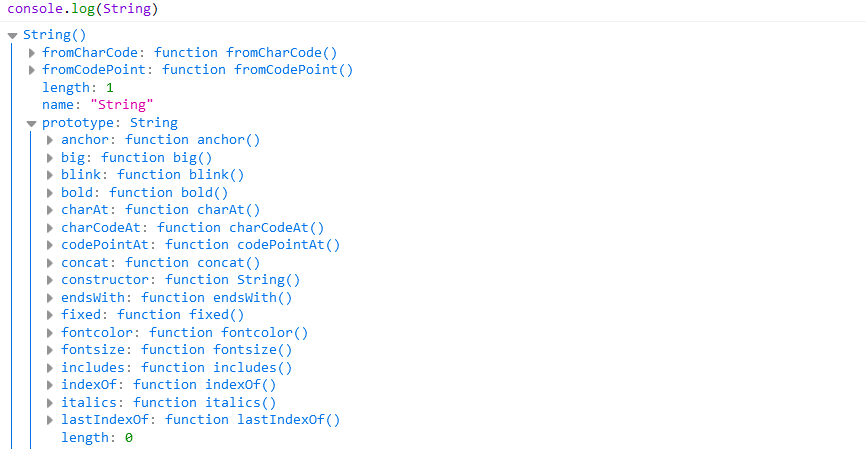 console.log(String)
String()
fromCharCode: function fromCharCode()
fromCodePoint: function fromCodePoint()
length: 1
name: "String"
prototype: String
anchor: function anchor()
big: function big()
blink: function blink()
bold: function bold()
charAt: function charAt()
charCodeAt: function charCodeAt()
codePointAt: function codePointAt()
concat: function concat()
constructor: function String()
endsWith: function endsWith()
fixed: function fixed()
fontcolor: function fontcolor()
fontsize: function fontsize()
includes: function includes()
indexOf: function indexOf()
italics: function italics()
lastIndexOf: function lastIndexOf()
length: 0